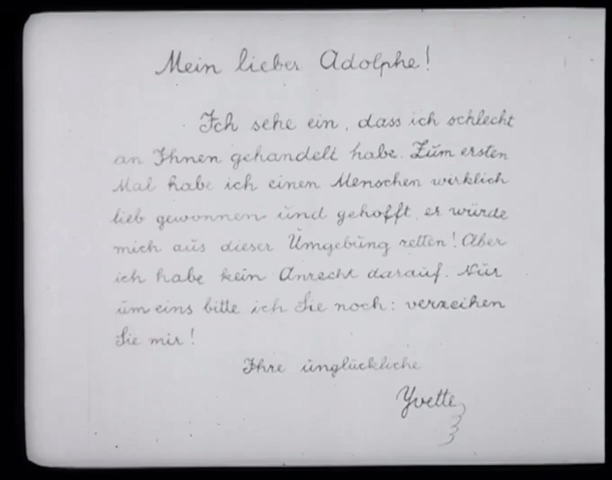 Mein lieber Adolphe!
Ich sehe ein, dass ich schlecht
an Ihnen gehandelt habe. Zum ersten
Mal habe ich einen Menschen wirklich
lieb gewonnen und gehofft, er würde
mich aus dieser Umgebung retten! Aber
ich habe kein Anrecht darauf. Nur
um eins bitte ich Sie noch: verzeihen
Sie mir!
Ihre unglückliche
Yvette